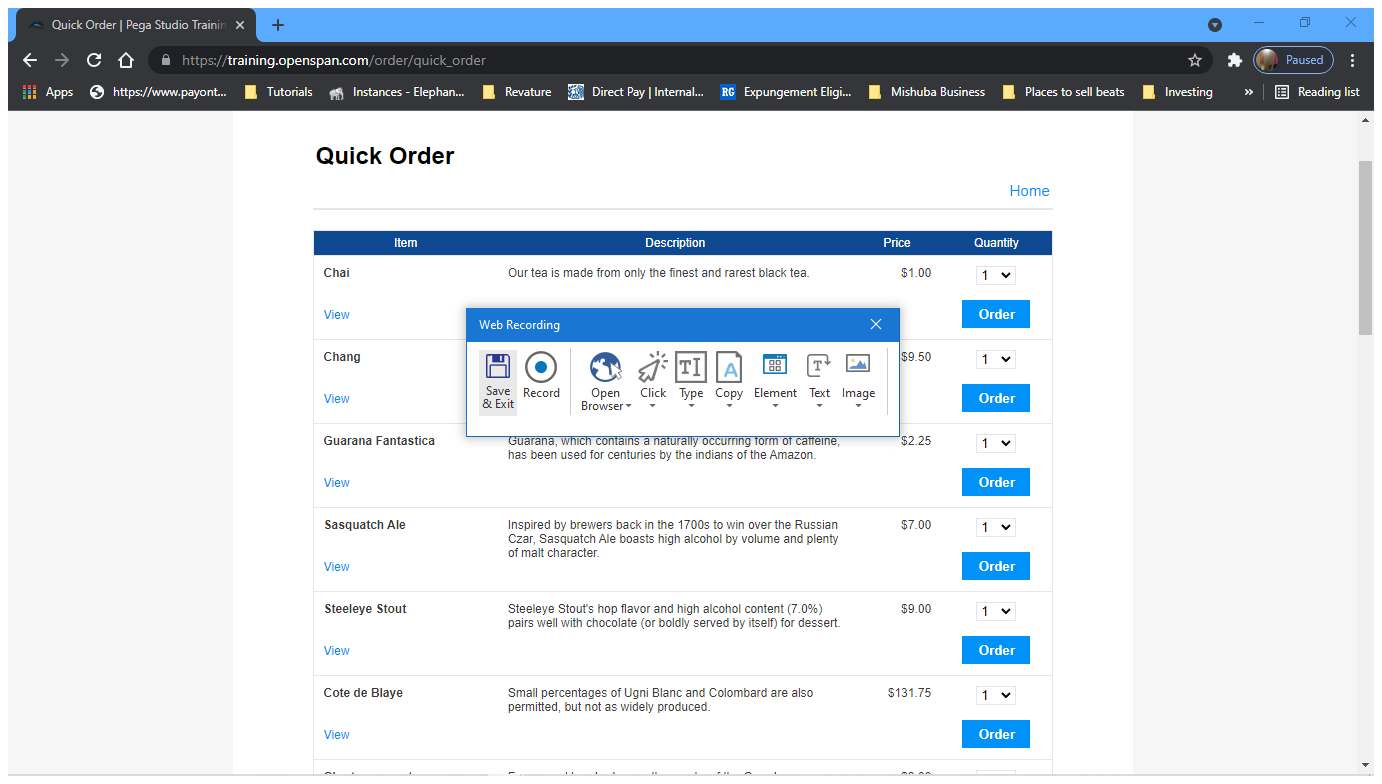 Quick Order | Pega Studio Trainin
https://training.openspan.com/order/quick_order
Paused
Apps
https://www.payont...
Tutorials
Instances - Elephan...
Revature
Direct Pay | Internal...
RG
Expungement Eligi...
Mishuba Business
Places to sell beats
Investing
»
Reading list
Quick Order
Home
Item Description Price Quantity
Chai Our tea is made from only the finest and rarest black tea. $1.00 1
View Order
Web Recording
Save
& Exit
Record
Open
Browser
Click
TI
Type
A
Copy
Element
T
Text
Image
Chang $9.50 1
View Order
Guarana Fantastica Guarana, which contains a naturally occurring form of caffeine, $2.25 1
has been used for centuries by the indians of the Amazon.
View Order
Sasquatch Ale Inspired by brewers back in the 1700s to win over the Russian $7.00 1
Czar, Sasquatch Ale boasts high alcohol by volume and plenty
of malt character.
View Order
Steeleye Stout Steeleye Stout's hop flavor and high alcohol content (7.0%) $9.00 1
pairs well with chocolate (or boldly served by itself) for dessert.
View Order
Cote de Blaye Small percentages of Ugni Blanc and Colombard are also $131.75 1
permitted, but not as widely produced.
View Order